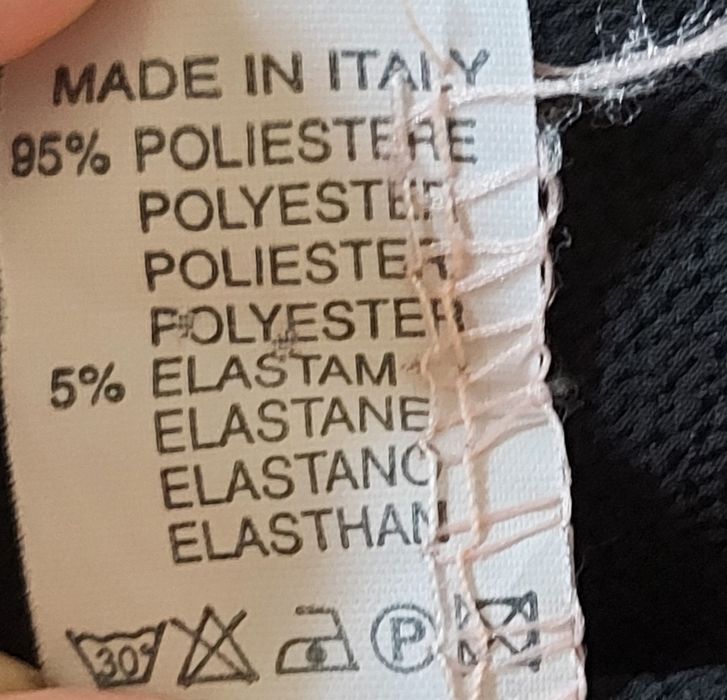 MADE IN ITALY
95% POLIESTERE
POLYESTER
POLIESTER
POLYESTER
5% ELASTAM
ELASTANE
ELASTANO
ELASTHAN
30° P